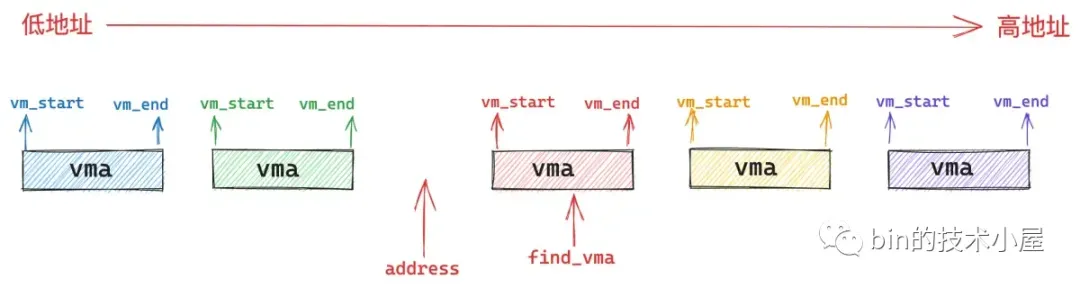 低地址
高地址
vm_start vm_end vm_start vm_end vm_start vm_end vm_start vm_end vm_start vm_end
vma vma vma vma vma
address
find_vma
bin的技术小屋